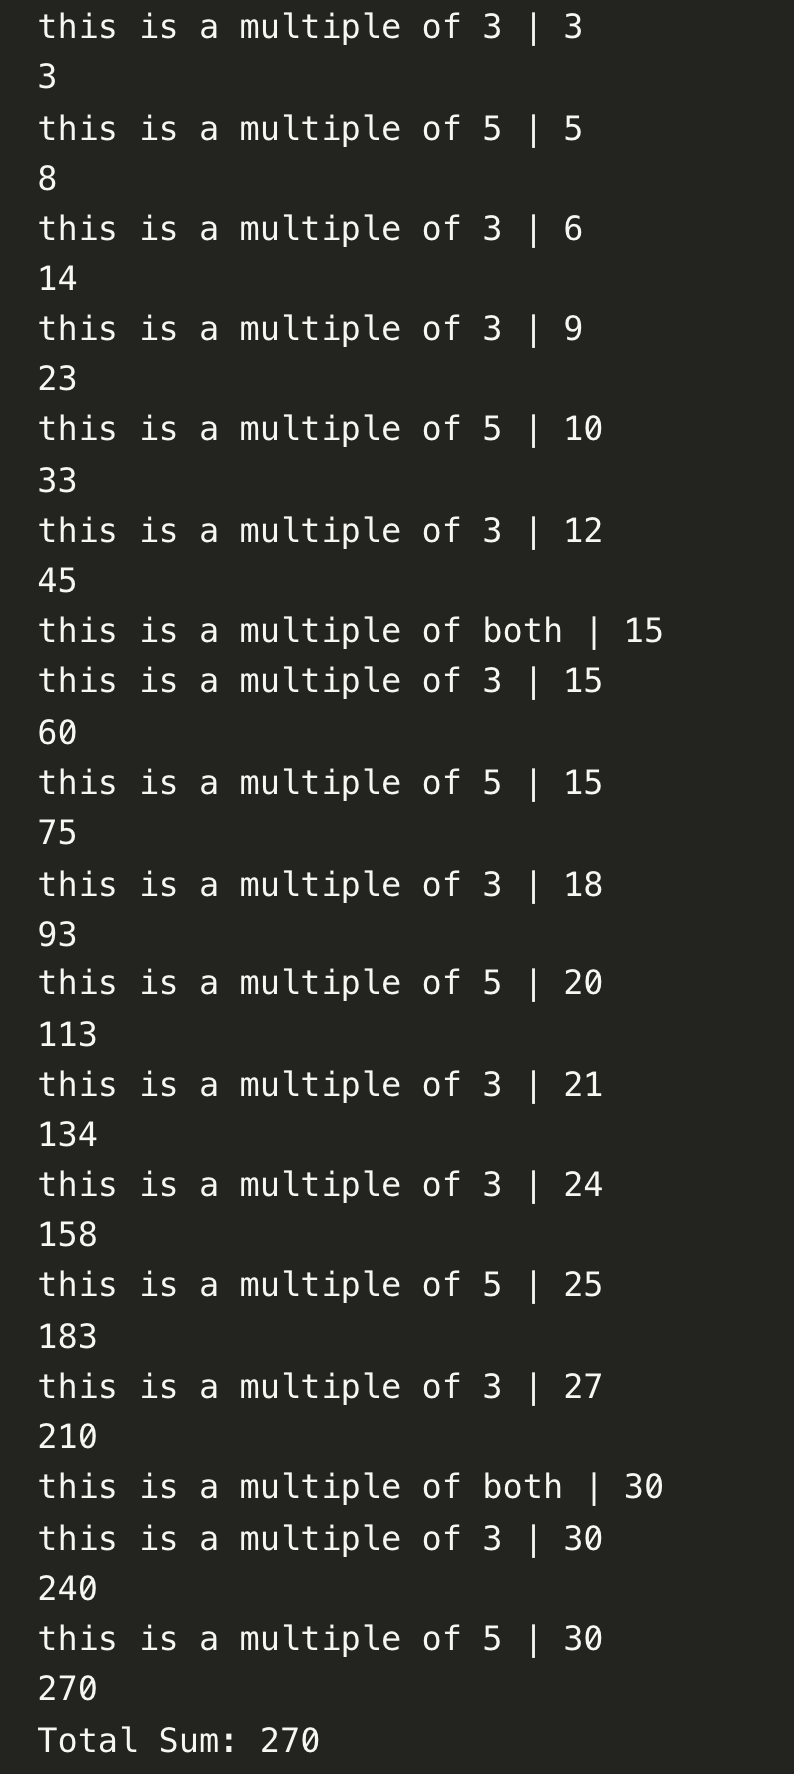 this is a multiple of 3 | 3
3
this is a multiple of 5 | 5
8
this is a multiple of 3 | 6
14
this is a multiple of 3 | 9
23
this is a multiple of 5 | 10
33
this is a multiple of 3 | 12
45
this is a multiple of both | 15
this is a multiple of 3 | 15
60
this is a multiple of 5 | 15
75
this is a multiple of 3 | 18
93
this is a multiple of 5 | 20
113
this is a multiple of 3 | 21
134
this is a multiple of 3 | 24
158
this is a multiple of 5 | 25
183
this is a multiple of 3 | 27
210
this is a multiple of both | 30
this is a multiple of 3 | 30
240
this is a multiple of 5 | 30
270
Total Sum: 270